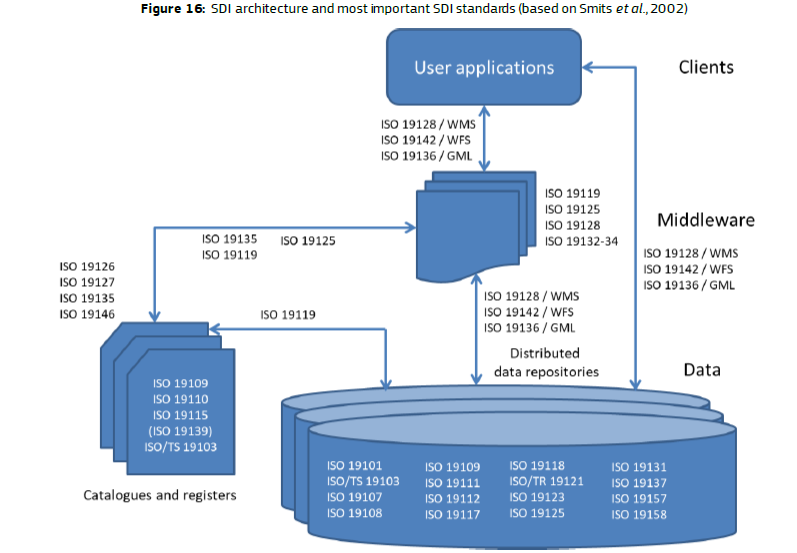 Figure 16: SDI architecture and most important SDI standards (based on Smits et al., 2002)
User applications
Clients
ISO 19128 / WMS
ISO 19142 / WFS
ISO 19136 / GML
ISO 19119
ISO 19125
ISO 19128
ISO 19132-34
Middleware
ISO 19128 / WMS
ISO 19142 / WFS
ISO 19136 / GML
ISO 19135
ISO 19119
ISO 19125
ISO 19126
ISO 19127
ISO 19135
ISO 19146
ISO 19119
ISO 19128 / WMS
ISO 19142 / WFS
ISO 19136 / GML
Distributed
data repositories
Data
ISO 19109
ISO 19110
ISO 19115
(ISO 19139)
ISO/TS 19103
Catalogues and registers
ISO 19101
ISO/TS 19103
ISO 19107
ISO 19108
ISO 19109
ISO 19111
ISO 19112
ISO 19117
ISO 19118
ISO/TR 19121
ISO 19123
ISO 19125
ISO 19131
ISO 19137
ISO 19157
ISO 19158